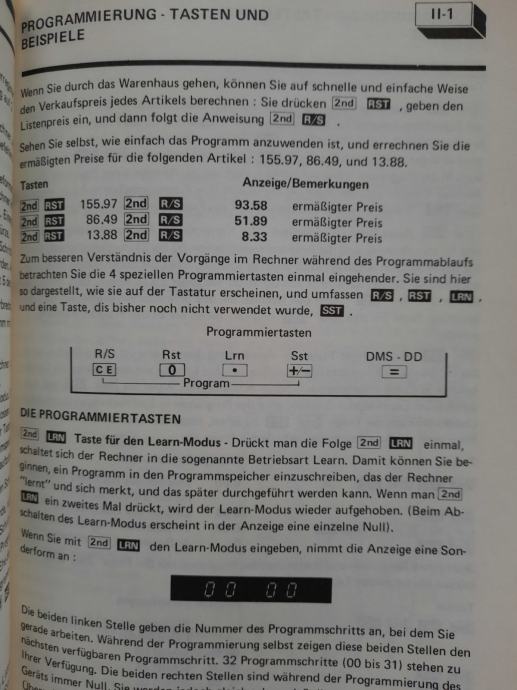 PROGRAMMIERUNG - TASTEN UND
BEISPIELE
II-1
Wenn Sie durch das Warenhaus gehen, können Sie auf schnelle und einfache Weise
den Verkaufspreis jedes Artikels berechnen : Sie drücken 2nd RST , geben den
Listenpreis ein, und dann folgt die Anweisung 2nd R/S .
Sehen Sie selbst, wie einfach das Programm anzuwenden ist, und errechnen Sie die
ermäßigten Preise für die folgenden Artikel : 155.97, 86.49, und 13.88.
Tasten Anzeige/Bemerkungen
2nd RST 155.97 2nd R/S 93.58 ermäßigter Preis
2nd RST 86.49 2nd R/S 51.89 ermäßigter Preis
2nd RST 13.88 2nd R/S 8.33 ermäßigter Preis
Zum besseren Verständnis der Vorgänge im Rechner während des Programmablaufs
betrachten Sie die 4 speziellen Programmiertasten einmal eingehender. Sie sind hier
so dargestellt, wie sie auf der Tastatur erscheinen, und umfassen R/S , RST , LRN ,
und eine Taste, die bisher noch nicht verwendet wurde, SST .
Programmiertasten
R/S Rst Lrn Sst DMS - DD
CE 0 • +/− =
Program
DIE PROGRAMMIERTASTEN
2nd LRN Taste für den Learn-Modus - Drückt man die Folge 2nd LRN einmal,
schaltet sich der Rechner in die sogenannte Betriebsart Learn. Damit können Sie be-
ginnen, ein Programm in den Programmspeicher einzuschreiben, das der Rechner
"lernt" und sich merkt, und das später durchgeführt werden kann. Wenn man 2nd
LRN ein zweites Mal drückt, wird der Learn-Modus wieder aufgehoben. (Beim Ab-
schalten des Learn-Modus erscheint in der Anzeige eine einzelne Null).
Wenn Sie mit 2nd LRN den Learn-Modus eingeben, nimmt die Anzeige eine Son-
derform an :
00 00
Die beiden linken Stelle geben die Nummer des Programmschritts an, bei dem Sie
gerade arbeiten. Während der Programmierung selbst zeigen diese beiden Stellen den
nächsten verfügbaren Programmschritt. 32 Programmschritte (00 bis 31) stehen zu
Ihrer Verfügung. Die beiden rechten Stellen sind während der Programmierung des
Geräts immer Null. Sie werden